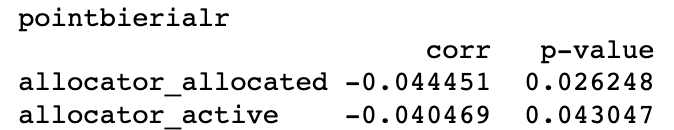 pointbierialr
corr p-value
allocator_allocated -0.044451 0.026248
allocator_active -0.040469 0.043047